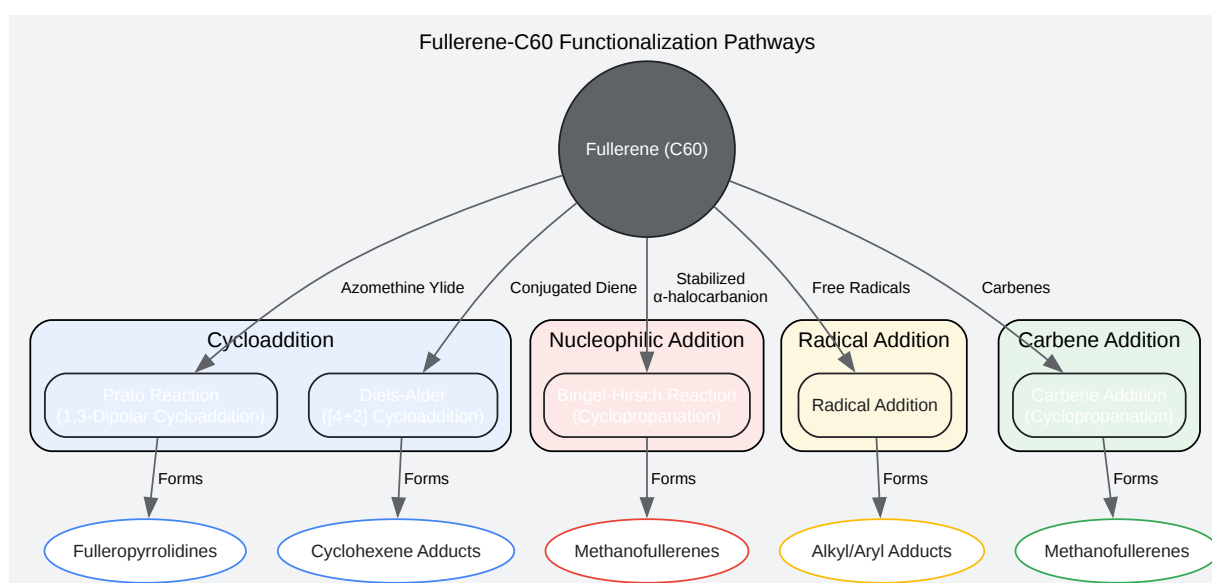 Fullerene-C60 Functionalization Pathways
Fullerene (C60)
Azomethine Ylide
Conjugated Diene
Stabilized
α-halocarbanion
Free Radicals
Carbenes
Cycloaddition
Nucleophilic Addition
Radical Addition
Carbene Addition
Prato Reaction
(1,3-Dipolar Cycloaddition)
Diels-Alder
([4+2] Cycloaddition)
Bingel-Hirsch Reaction
(Cyclopropanation)
Radical Addition
Carbene Addition
(Cyclopropanation)
Forms
Forms
Forms
Forms
Forms
Fulleropyrrolidines
Cyclohexene Adducts
Methanofullerenes
Alkyl/Aryl Adducts
Methanofullerenes